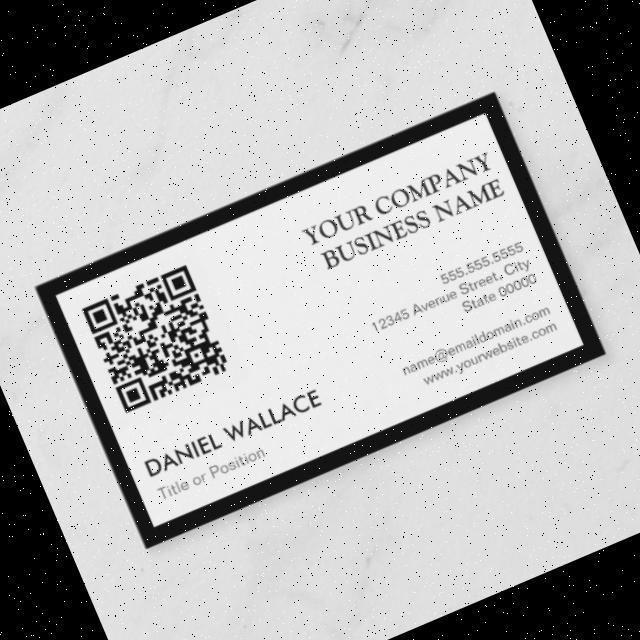 YOUR COMPANY
BUSINESS NAME
555.555.5555
12345 Avenue Street, City
State 90000
name@emaildomain.com
www.yourwebsite.com
DANIEL WALLACE
Title or Position